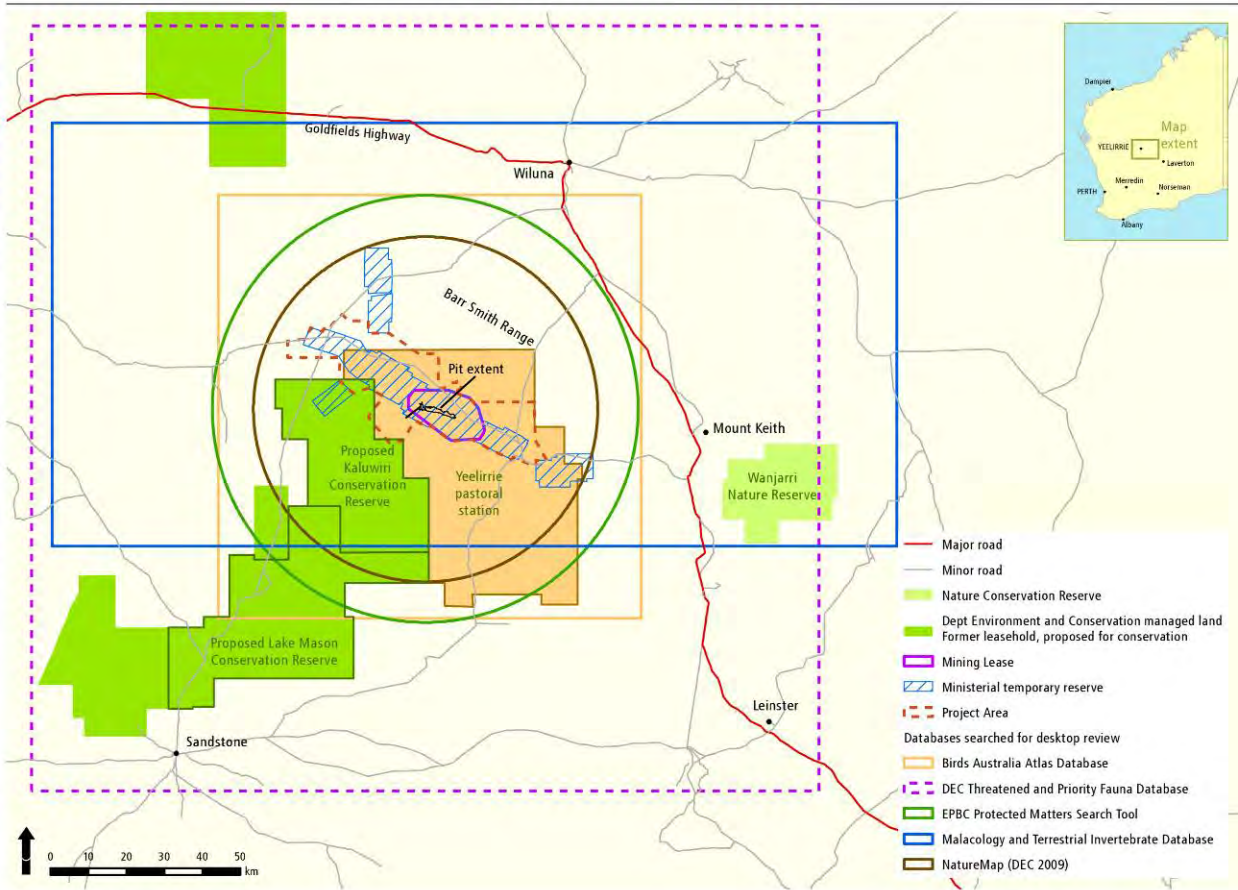 Goldfields Highway
Wiluna
Barr Smith Range
Pit extent
Mount Keith
Proposed
Kaluwiri
Conservation
Reserve
Yeelirrie
pastoral
station
Wanjarri
Nature Reserve
Proposed Lake Mason
Conservation Reserve
Sandstone
Leinster
Dampier
Map
extent
YEELIRRIE
Laverton
Merredin
Norseman
PERTH
Albany
Major road
Minor road
Nature Conservation Reserve
Dept Environment and Conservation managed land
Former leasehold, proposed for conservation
Mining Lease
Ministerial temporary reserve
Project Area
Databases searched for desktop review
Birds Australia Atlas Database
DEC Threatened and Priority Fauna Database
EPBC Protected Matters Search Tool
Malacology and Terrestrial Invertebrate Database
NatureMap (DEC 2009)
0 10 20 30 40 50
km